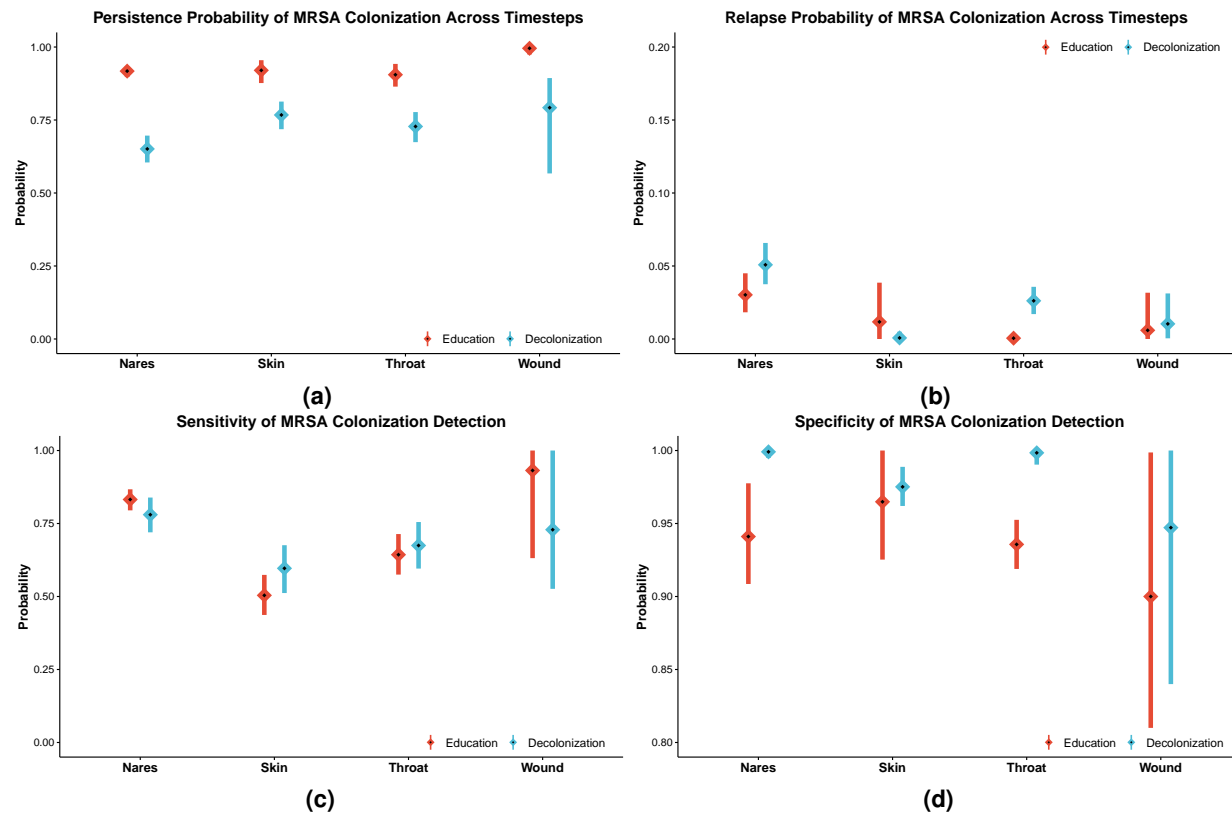 Persistence Probability of MRSA Colonization Across Timesteps
1.00
0.75
0.50
0.25
0.00
Probability
Education Decolonization
Nares Skin Throat Wound
(a)
Relapse Probability of MRSA Colonization Across Timesteps
Education Decolonization
0.20
0.15
0.10
0.05
0.00
Probability
Nares Skin Throat Wound
(b)
Sensitivity of MRSA Colonization Detection
1.00
0.75
0.50
0.25
0.00
Probability
Education Decolonization
Nares Skin Throat Wound
(c)
Specificity of MRSA Colonization Detection
1.00
0.95
0.90
0.85
0.80
Probability
Education Decolonization
Nares Skin Throat Wound
(d)